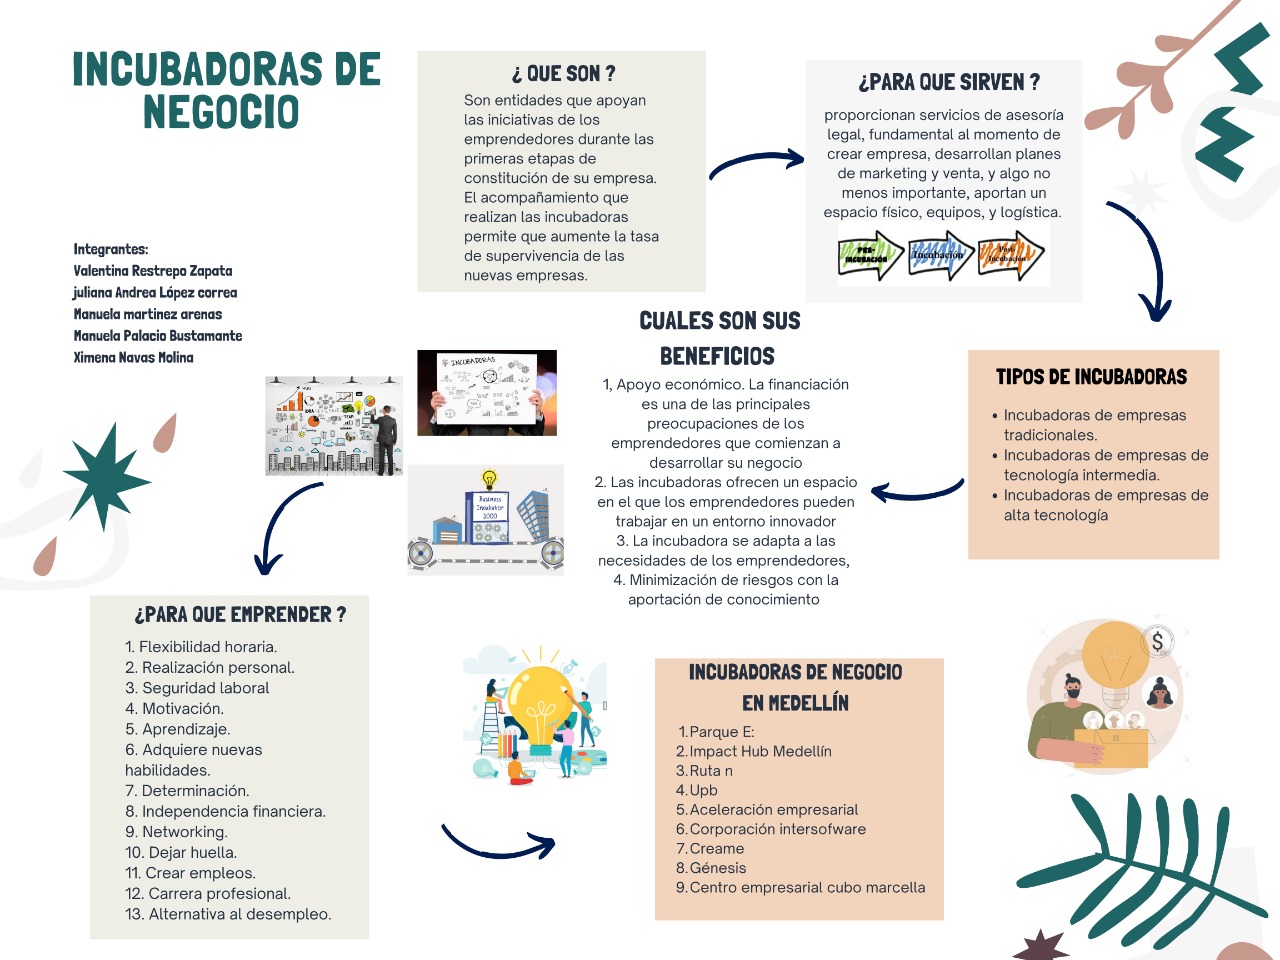 INCUBADORAS DE
NEGOCIO
Integrantes:
Valentina Restrepo Zapata
juliana Andrea López correa
Manuela martinez arenas
Manuela Palacio Bustamante
Ximena Navas Molina
¿ QUE SON ?
Son entidades que apoyan
las iniciativas de los
emprendedores durante las
primeras etapas de
constitución de su empresa.
El acompañamiento que
realizan las incubadoras
permite que aumente la tasa
de supervivencia de las
nuevas empresas.
¿PARA QUE SIRVEN ?
proporcionan servicios de asesoría
legal, fundamental al momento de
crear empresa, desarrollan planes
de marketing y venta, y algo no
menos importante, aportan un
espacio físico, equipos, y logística.
PRE-
INCUBACIÓN
Incubación
Post-
Incubación
TIPOS DE INCUBADORAS
• Incubadoras de empresas
tradicionales.
• Incubadoras de empresas de
tecnología intermedia.
• Incubadoras de empresas de
alta tecnología
CUALES SON SUS
BENEFICIOS
1, Apoyo económico. La financiación
es una de las principales
preocupaciones de los
emprendedores que comienzan a
desarrollar su negocio
2. Las incubadoras ofrecen un espacio
en el que los emprendedores pueden
trabajar en un entorno innovador
3. La incubadora se adapta a las
necesidades de los emprendedores,
4. Minimización de riesgos con la
aportación de conocimiento
INCUBADORAS
Business
Incubator
3000
¿PARA QUE EMPRENDER ?
1. Flexibilidad horaria.
2. Realización personal.
3. Seguridad laboral
4. Motivación.
5. Aprendizaje.
6. Adquiere nuevas
habilidades.
7. Determinación.
8. Independencia financiera.
9. Networking.
10. Dejar huella.
11. Crear empleos.
12. Carrera profesional.
13. Alternativa al desempleo.
INCUBADORAS DE NEGOCIO
EN MEDELLÍN
1. Parque E:
2. Impact Hub Medellín
3. Ruta n
4. Upb
5. Aceleración empresarial
6. Corporación intersofware
7. Creame
8. Génesis
9. Centro empresarial cubo marcella
$